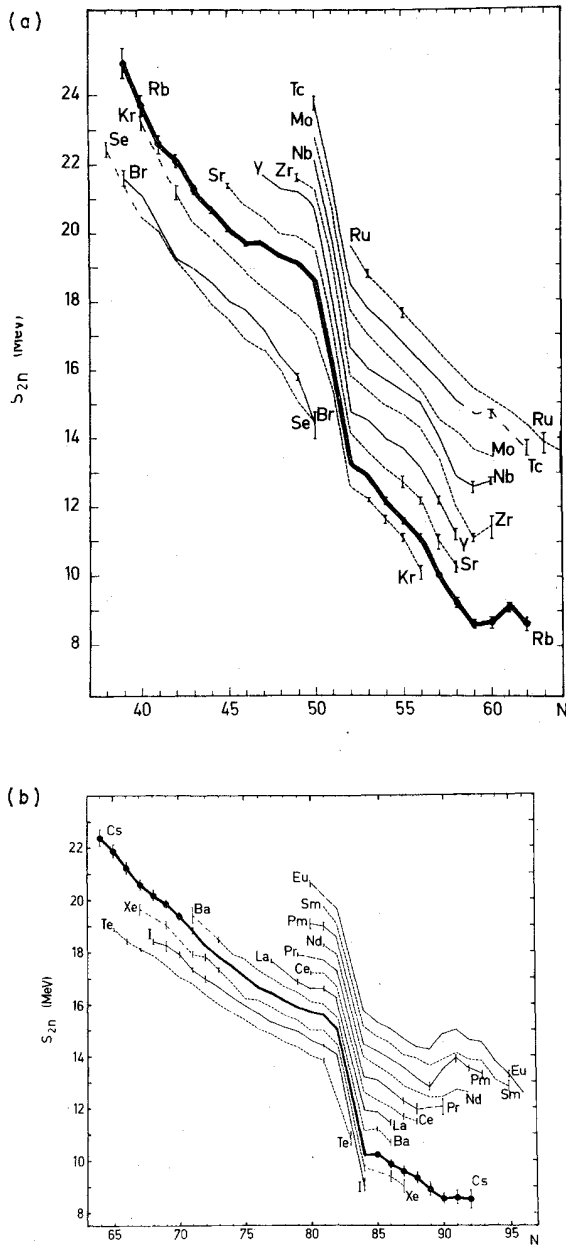 (a)
24
22
20
18
16
14
12
10
8
S2n (MeV)
Rb
Kr
Se
Br
Sr
Y
Zr
Tc
Mo
Nb
Ru
Se
Br
Ru
Mo
Tc
Nb
Zr
Y
Sr
Kr
Rb
40 45 50 55 60 N
(b)
22
20
18
16
14
12
10
8
S2n (MeV)
Cs
Xe
Ba
Te
I
Eu
Sm
Pm
Nd
La
Pr
Ce
Eu
Pm
Sm
Nd
Pr
Ce
La
Ba
Te
I
Xe
Cs
65 70 75 80 85 90 95 N